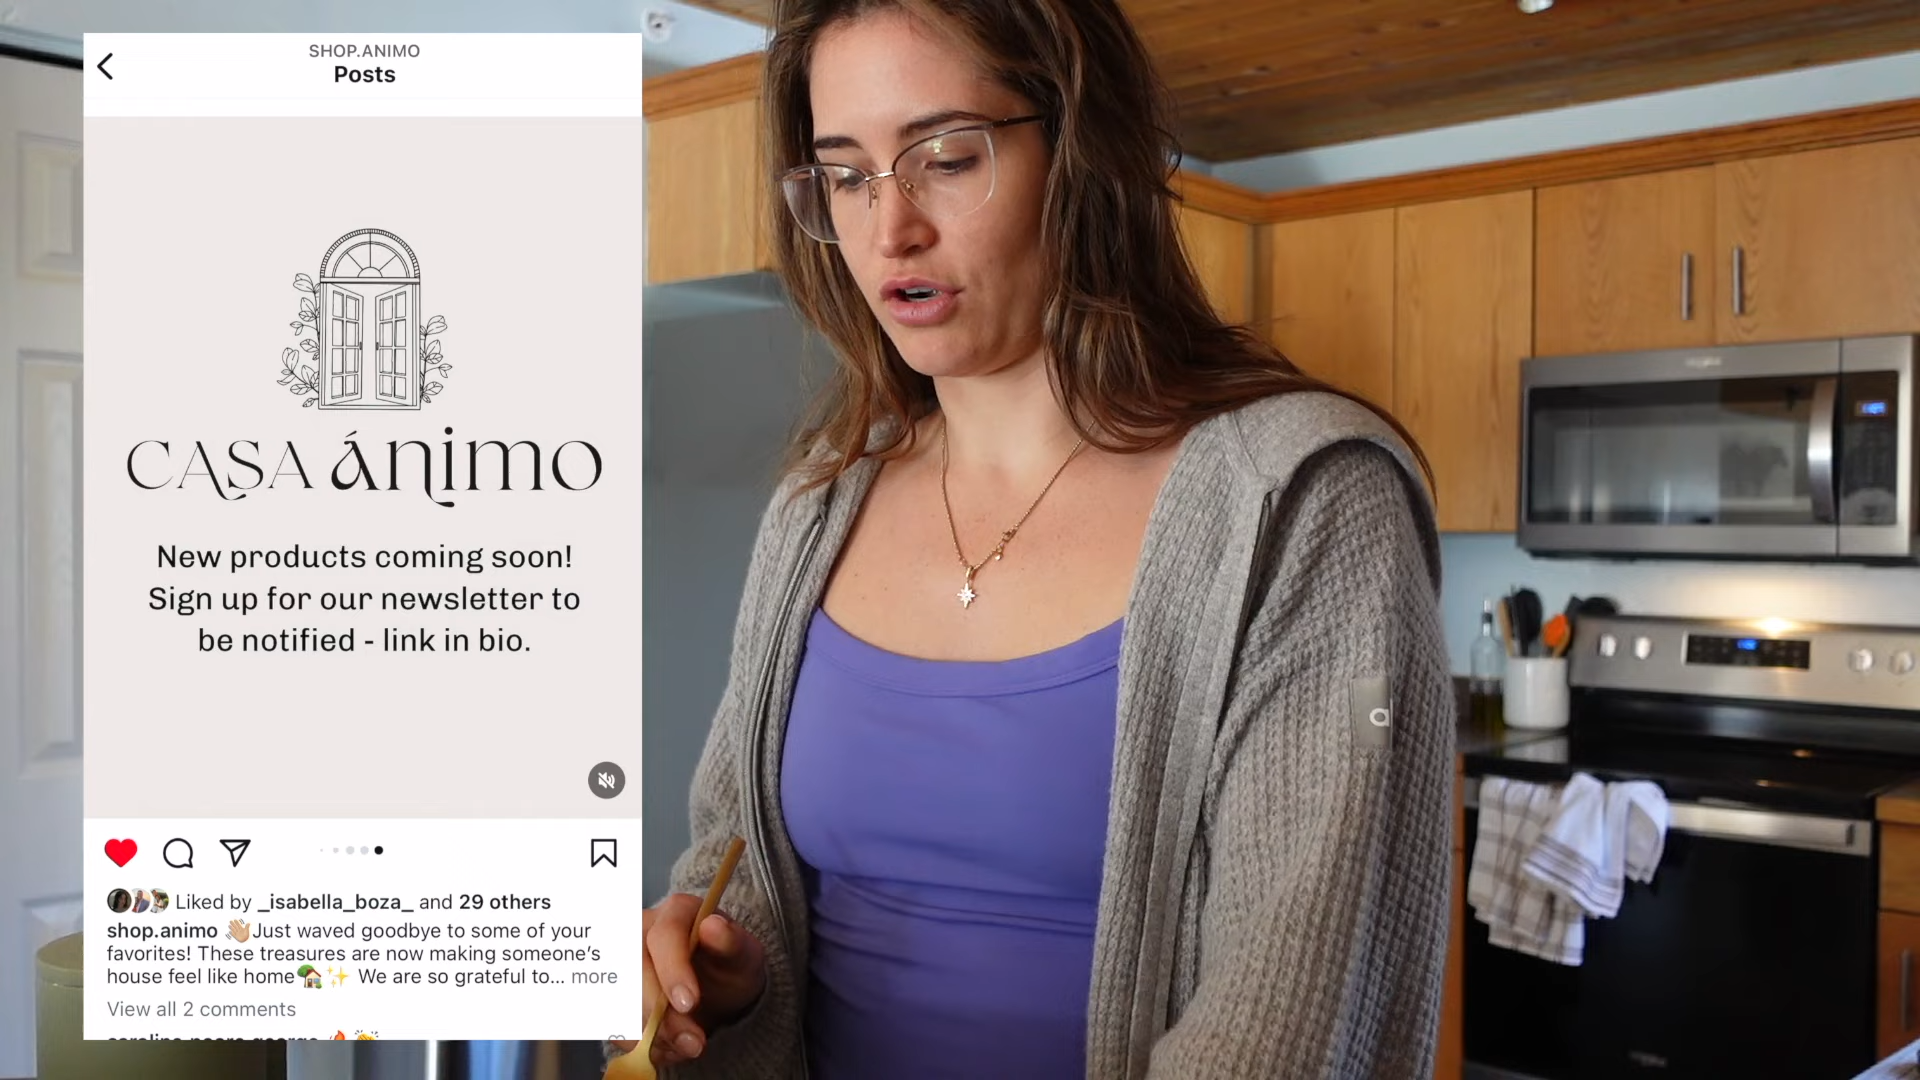 SHOP.ANIMO
Posts
CASA ánimo
New products coming soon!
Sign up for our newsletter to
be notified - link in bio.
Liked by _isabella_boza_ and 29 others
shop.animo 👋🏼Just waved goodbye to some of your
favorites! These treasures are now making someone’s
house feel like home🏡✨ We are so grateful to... more
View all 2 comments
a